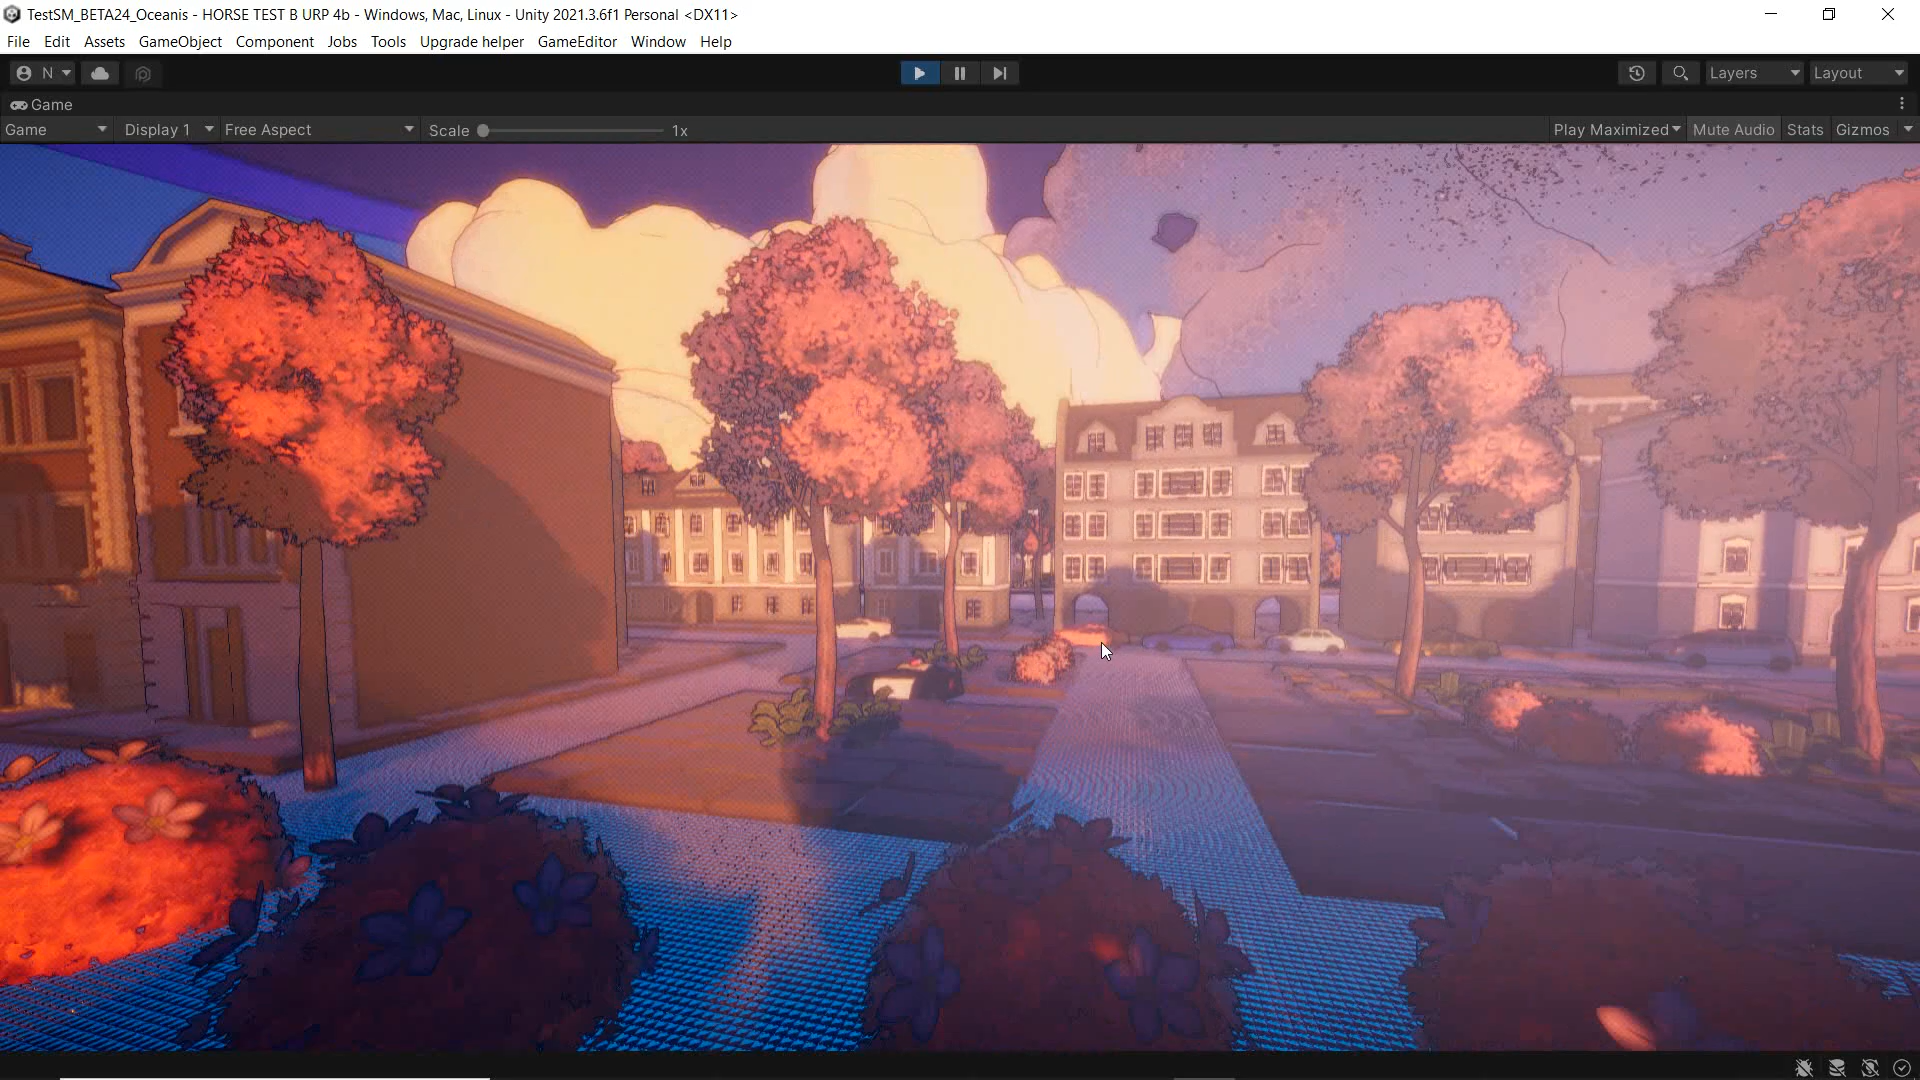 TestSM_BETA24_Oceanis - HORSE TEST B URP 4b - Windows, Mac, Linux - Unity 2021.3.6f1 Personal <DX11>
File Edit Assets GameObject Component Jobs Tools Upgrade helper GameEditor Window Help
N Layers Layout
Game
Game Display 1 Free Aspect Scale 1x Play Maximized Mute Audio Stats Gizmos